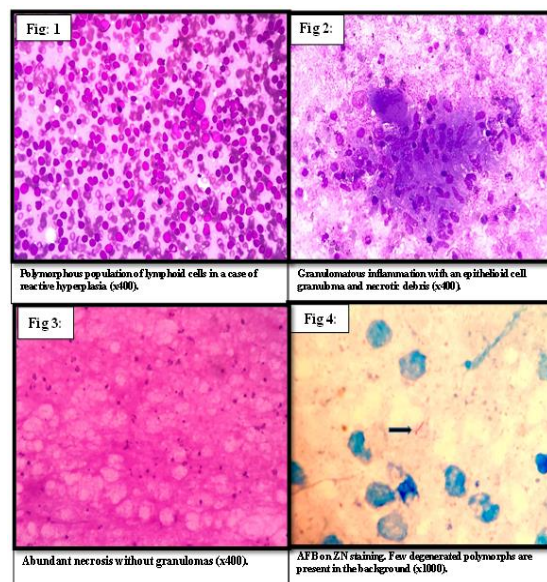 Fig: 1
Fig 2:
Polymorphous population of lymphoid cells in a case of
reactive hyperplasia (x400).
Granulomatous inflammation with an epithelioid cell
granuloma and necrotic debris (x400).
Fig 3:
Fig 4:
Abundant necrosis without granulomas (x400).
AFB on ZN staining. Few degenerated polymorphs are
present in the background (x1000).